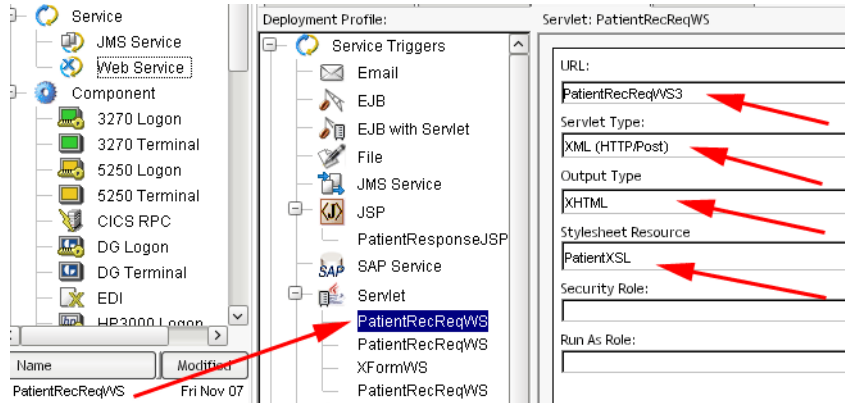 Service
JMS Service
Web Service
Component
3270 Logon
3270 Terminal
5250 Logon
5250 Terminal
CICS RPC
DG Logon
DG Terminal
EDI
HP3000 Logon
Name Modified
PatientRecReqWS Fri Nov 07
Deployment Profile:
Service Triggers
Email
EJB
EJB with Servlet
File
JMS Service
JSP
PatientResponseJSP
SAP SAP Service
Servlet
PatientRecReqWS
PatientRecReqWS
XFormWS
PatientRecReqWS
Servlet: PatientRecReqWS
URL:
PatientRecReqWS3
Servlet Type:
XML (HTTP/Post)
Output Type
XHTML
Stylesheet Resource
PatientXSL
Security Role:
Run As Role: